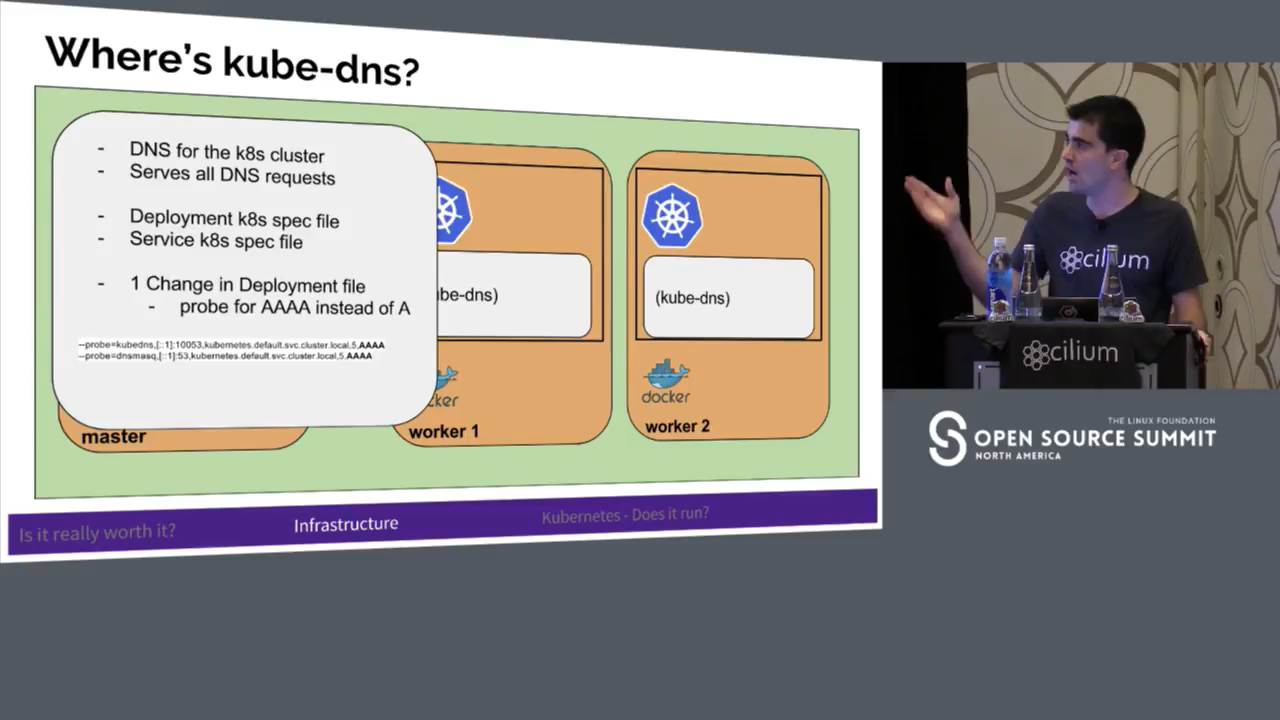 Where's kube-dns?
- DNS for the k8s cluster
- Serves all DNS requests
- Deployment k8s spec file
- Service k8s spec file
- 1 Change in Deployment file
- probe for AAAA instead of A
--probe=kubedns,[::1]:10053,kubernetes.default.svc.cluster.local,5,AAAA
--probe=dnsmasq,[::1]:53,kubernetes.default.svc.cluster.local,5,AAAA
master
be-dns)
cker
worker 1
(kube-dns)
docker
worker 2
Is it really worth it?
Infrastructure
Kubernetes - Does it run?
cilium
cilium
THE LINUX FOUNDATION
OPEN SOURCE SUMMIT
NORTH AMERICA